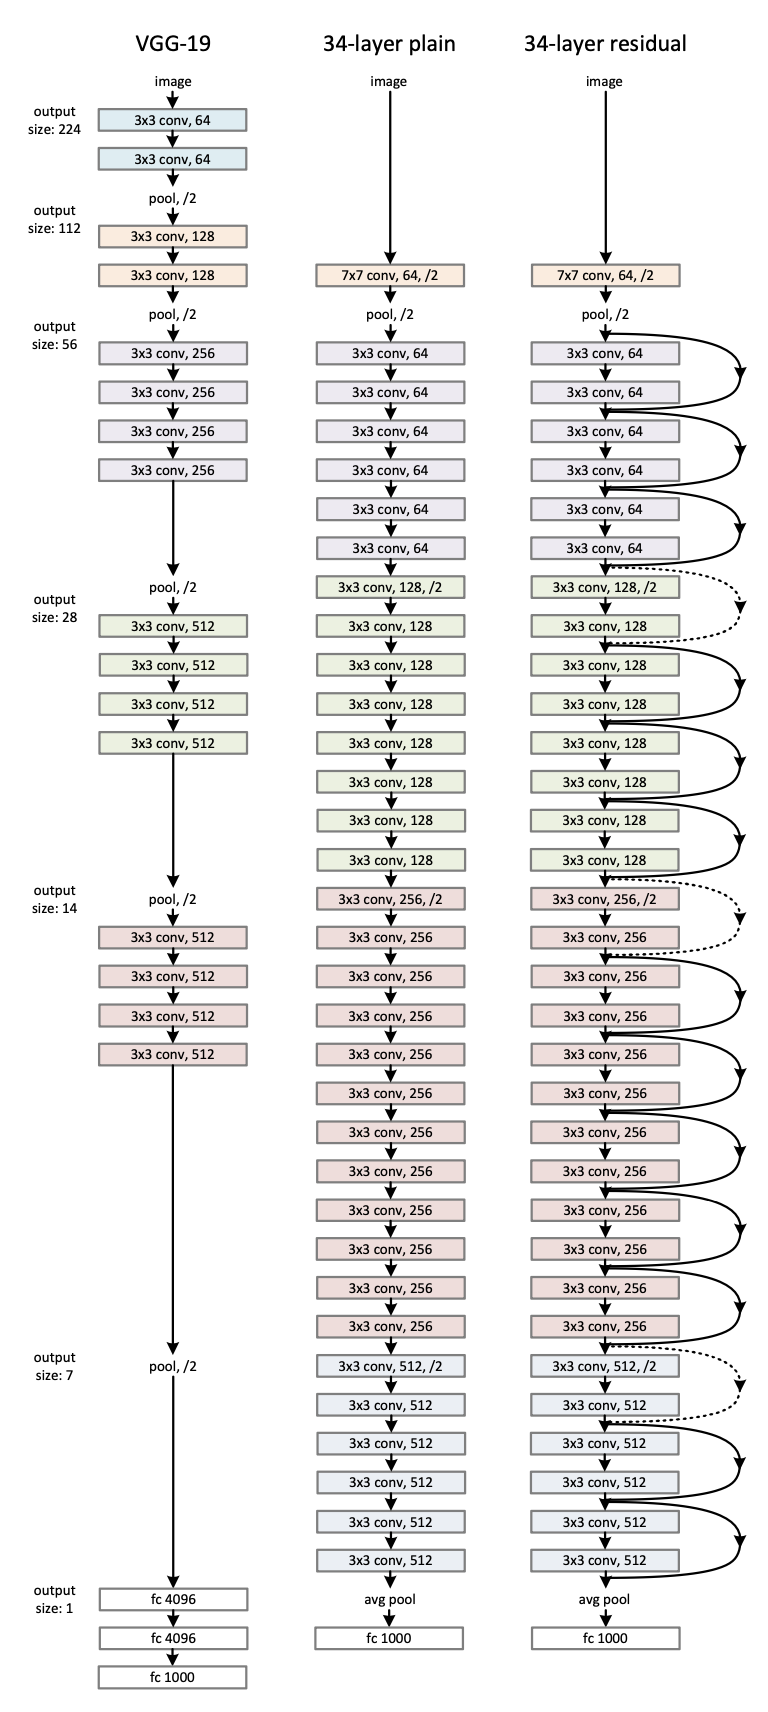 output
size: 224
output
size: 112
output
size: 56
output
size: 28
output
size: 14
output
size: 7
output
size: 1
VGG-19
image
3x3 conv, 64
3x3 conv, 64
pool, /2
3x3 conv, 128
3x3 conv, 128
pool, /2
3x3 conv, 256
3x3 conv, 256
3x3 conv, 256
3x3 conv, 256
pool, /2
3x3 conv, 512
3x3 conv, 512
3x3 conv, 512
3x3 conv, 512
pool, /2
3x3 conv, 512
3x3 conv, 512
3x3 conv, 512
3x3 conv, 512
pool, /2
fc 4096
fc 4096
fc 1000
34-layer plain
image
7x7 conv, 64, /2
pool, /2
3x3 conv, 64
3x3 conv, 64
3x3 conv, 64
3x3 conv, 64
3x3 conv, 64
3x3 conv, 64
3x3 conv, 128, /2
3x3 conv, 128
3x3 conv, 128
3x3 conv, 128
3x3 conv, 128
3x3 conv, 128
3x3 conv, 128
3x3 conv, 128
3x3 conv, 256, /2
3x3 conv, 256
3x3 conv, 256
3x3 conv, 256
3x3 conv, 256
3x3 conv, 256
3x3 conv, 256
3x3 conv, 256
3x3 conv, 256
3x3 conv, 256
3x3 conv, 256
3x3 conv, 256
3x3 conv, 512, /2
3x3 conv, 512
3x3 conv, 512
3x3 conv, 512
3x3 conv, 512
3x3 conv, 512
avg pool
fc 1000
34-layer residual
image
7x7 conv, 64, /2
pool, /2
3x3 conv, 64
3x3 conv, 64
3x3 conv, 64
3x3 conv, 64
3x3 conv, 64
3x3 conv, 64
3x3 conv, 128, /2
3x3 conv, 128
3x3 conv, 128
3x3 conv, 128
3x3 conv, 128
3x3 conv, 128
3x3 conv, 128
3x3 conv, 128
3x3 conv, 256, /2
3x3 conv, 256
3x3 conv, 256
3x3 conv, 256
3x3 conv, 256
3x3 conv, 256
3x3 conv, 256
3x3 conv, 256
3x3 conv, 256
3x3 conv, 256
3x3 conv, 256
3x3 conv, 256
3x3 conv, 512, /2
3x3 conv, 512
3x3 conv, 512
3x3 conv, 512
3x3 conv, 512
3x3 conv, 512
avg pool
fc 1000